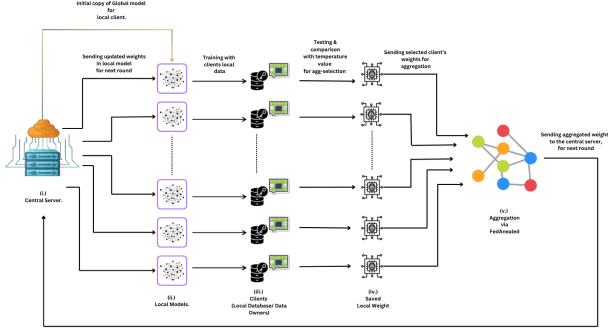 Initial copy of Global model
for
local client.
Sending updated weights
in local model
for next round
Training with
clients local
data
Testing &
comparison
with temperature
value
for agg-selection
Sending selected client's
weights for
aggregation
Sending aggregated weight
to the central server,
for next round
(i.)
Central Server.
(ii.)
Local Models.
(iii.)
Clients
(Local Database/ Data
Owners)
(iv.)
Saved
Local Weight
(v.)
Aggregation
via
FedAnealed